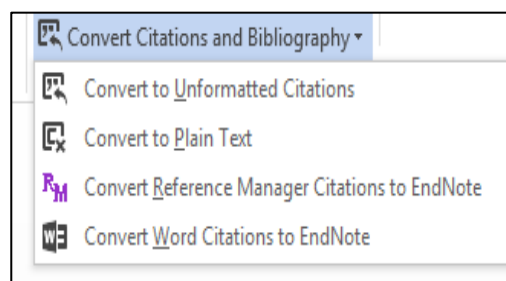 Convert Citations and Bibliography
Convert to Unformatted Citations
Convert to Plain Text
RM Convert Reference Manager Citations to EndNote
Convert Word Citations to EndNote